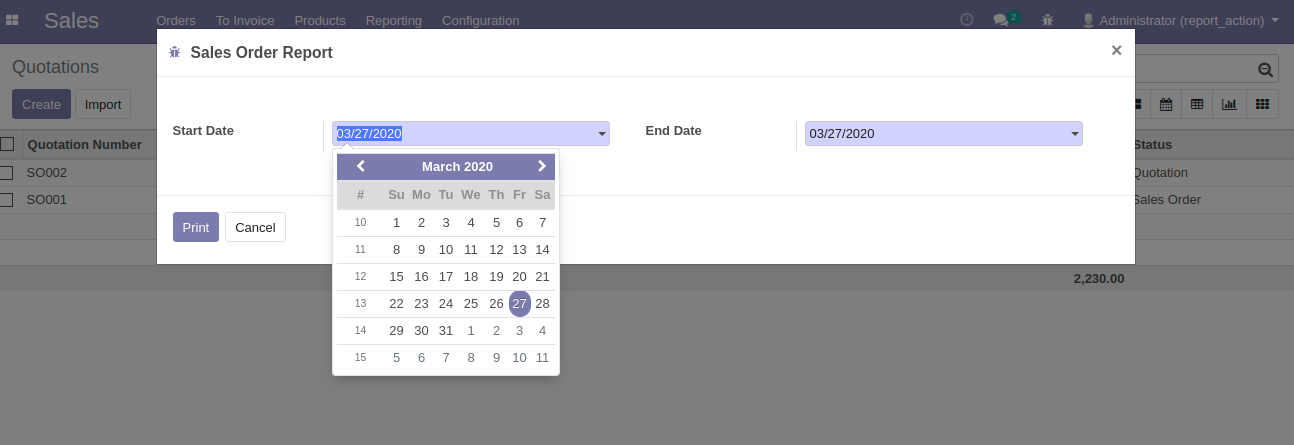 Sales Orders To Invoice Products Reporting Configuration 2 Administrator (report_action)
Sales Order Report ×
Quotations
Create Import
Start Date 03/27/2020 End Date 03/27/2020
Quotation Number Status
March 2020
SO002 Quotation
# Su Mo Tu We Th Fr Sa
SO001 Sales Order
Print Cancel
10 1 2 3 4 5 6 7
11 8 9 10 11 12 13 14
12 15 16 17 18 19 20 21
2,230.00
13 22 23 24 25 26 27 28
14 29 30 31 1 2 3 4
15 5 6 7 8 9 10 11